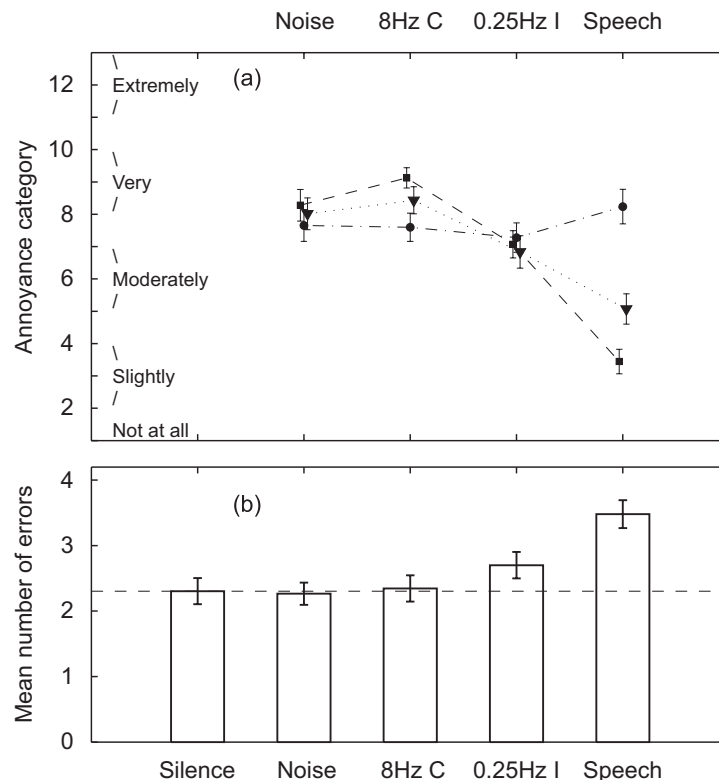 Noise 8Hz C 0.25Hz I Speech
(a)
Annoyance category
12
10
8
6
4
2
\
Extremely
/
\
Very
/
\
Moderately
/
\
Slightly
/
Not at all
(b)
Mean number of errors
4
3
2
1
0
Silence Noise 8Hz C 0.25Hz I Speech